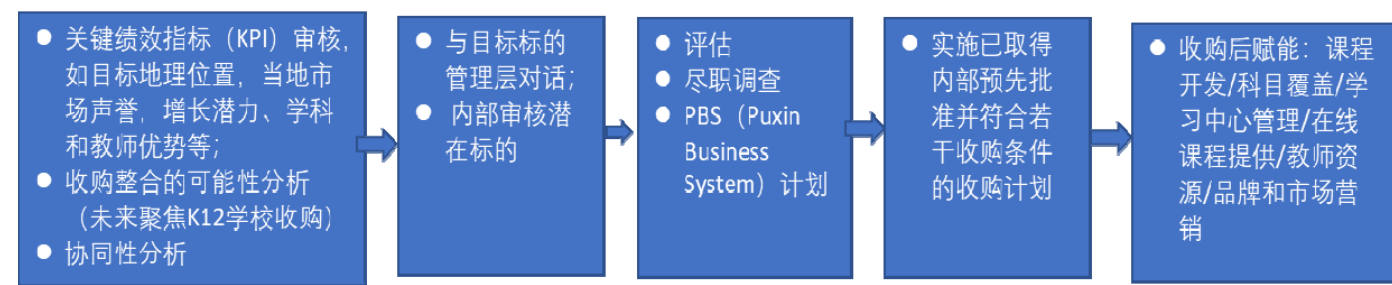 ● 关键绩效指标（KPI）审核，
如目标地理位置，当地市
场声誉，增长潜力、学科
和教师优势等；
● 收购整合的可能性分析
（未来聚焦K12学校收购）
● 协同性分析
● 与目标标的
管理层对话；
● 内部审核潜
在标的
● 评估
● 尽职调查
● PBS（Puxin
Business
System）计划
● 实施已取得
内部预先批
准并符合若
干收购条件
的收购计划
● 收购后赋能：课程
开发/科目覆盖/学
习中心管理/在线
课程提供/教师资
源/品牌和市场营
销